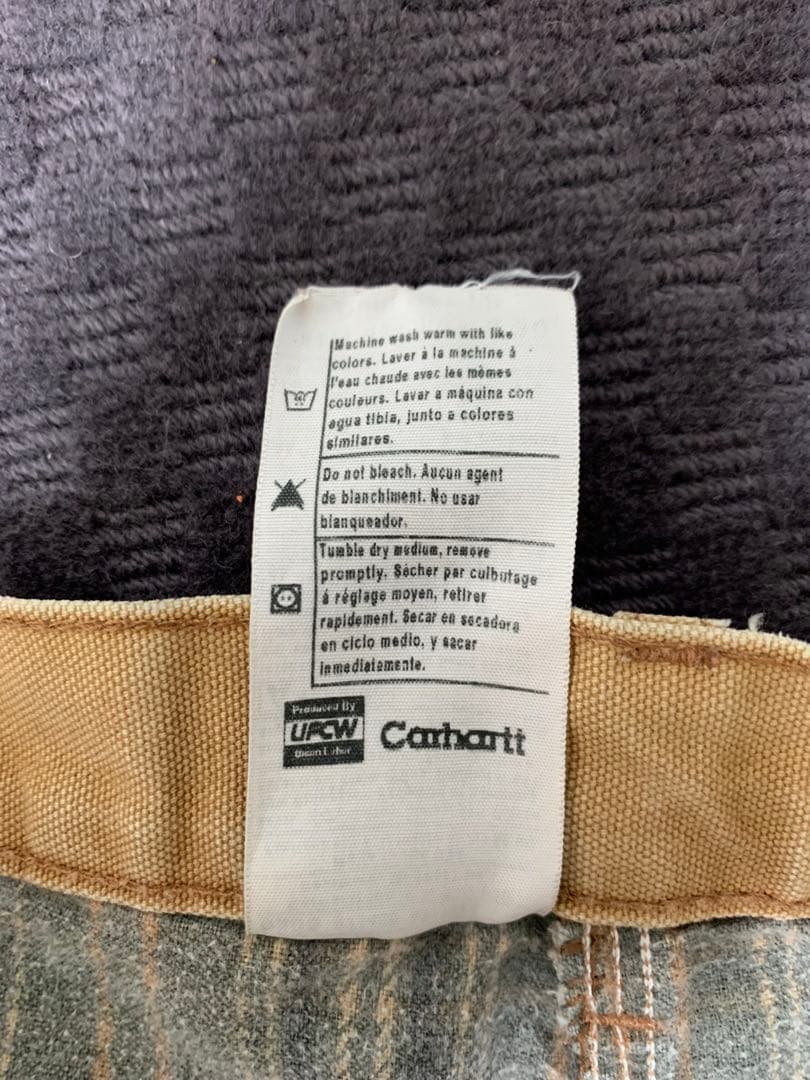 Machine wash warm with like
colors. Laver à la machine à
l'eau chaude avec les mêmes
couleurs. Lavar a máquina con
agua tibia, junto a colores
similares.
Do not bleach. Aucun agent
de blanchiment. No usar
blanqueador.
Tumble dry medium, remove
promptly. Sécher par culbutage
à réglage moyen, retirer
rapidement. Secar en secadora
en ciclo medio, y sacar
inmediatamente.
Produced By
UFCW
Union Labor
Carhartt